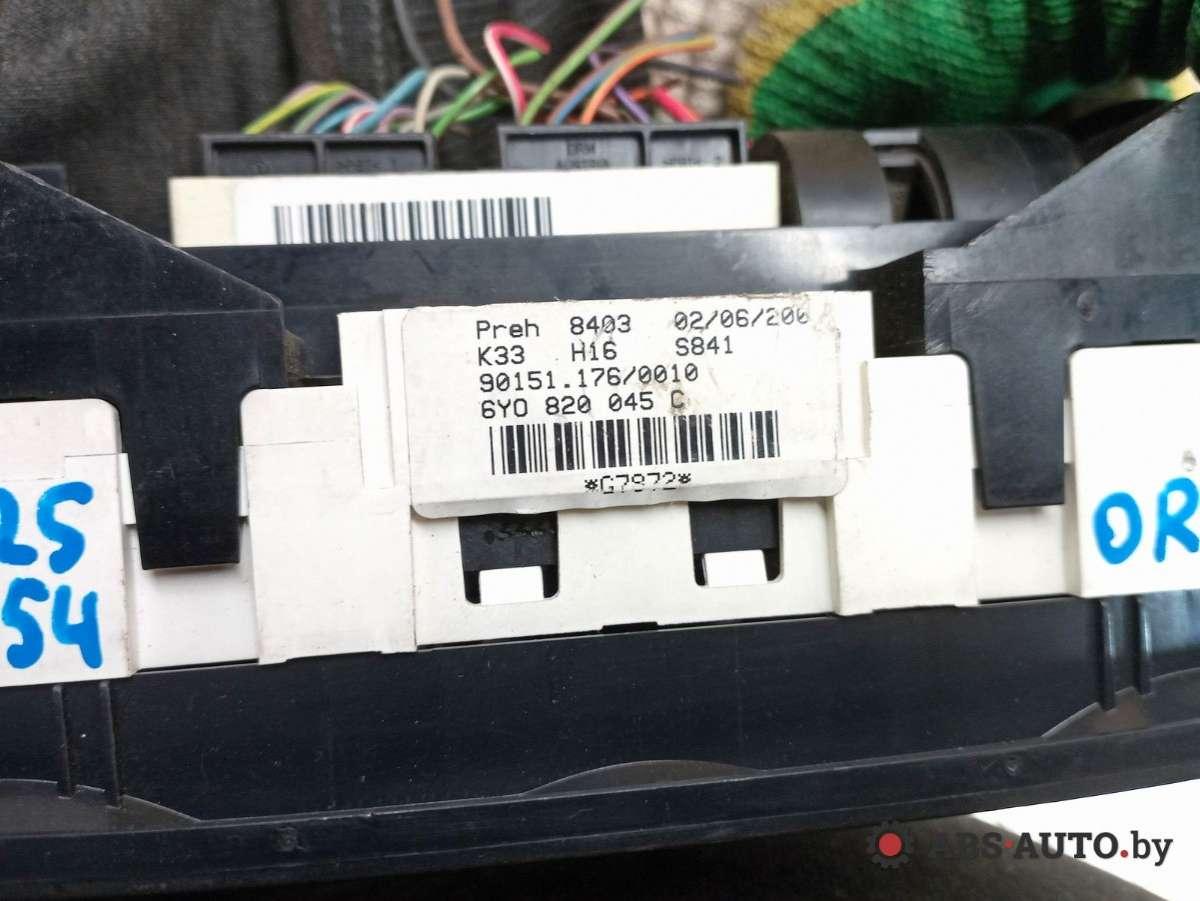 DRM
Preh 8403 02/06/200
K33 H16 S841
90151.176/0010
6Y0 820 045 C
*G7972*
25
54
OR
ABS-AUTO.by